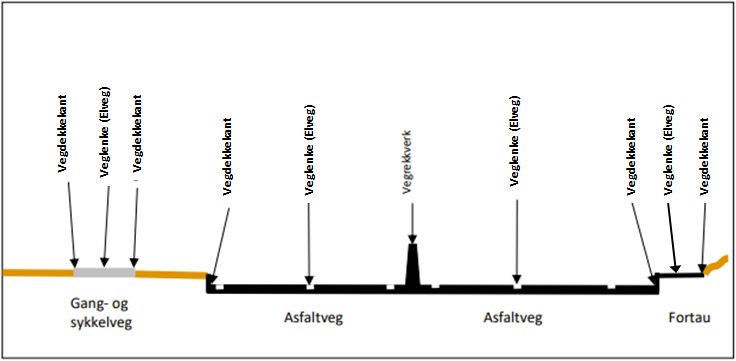 Vegdekkekant
Veglenke (Elveg)
Vegdekkekant
Vegdekkekant
Veglenke (Elveg)
Vegrekkverk
Veglenke (Elveg)
Vegdekkekant
Veglenke (Elveg)
Vegdekkekant
Gang- og
sykkelveg
Asfaltveg
Asfaltveg
Fortau